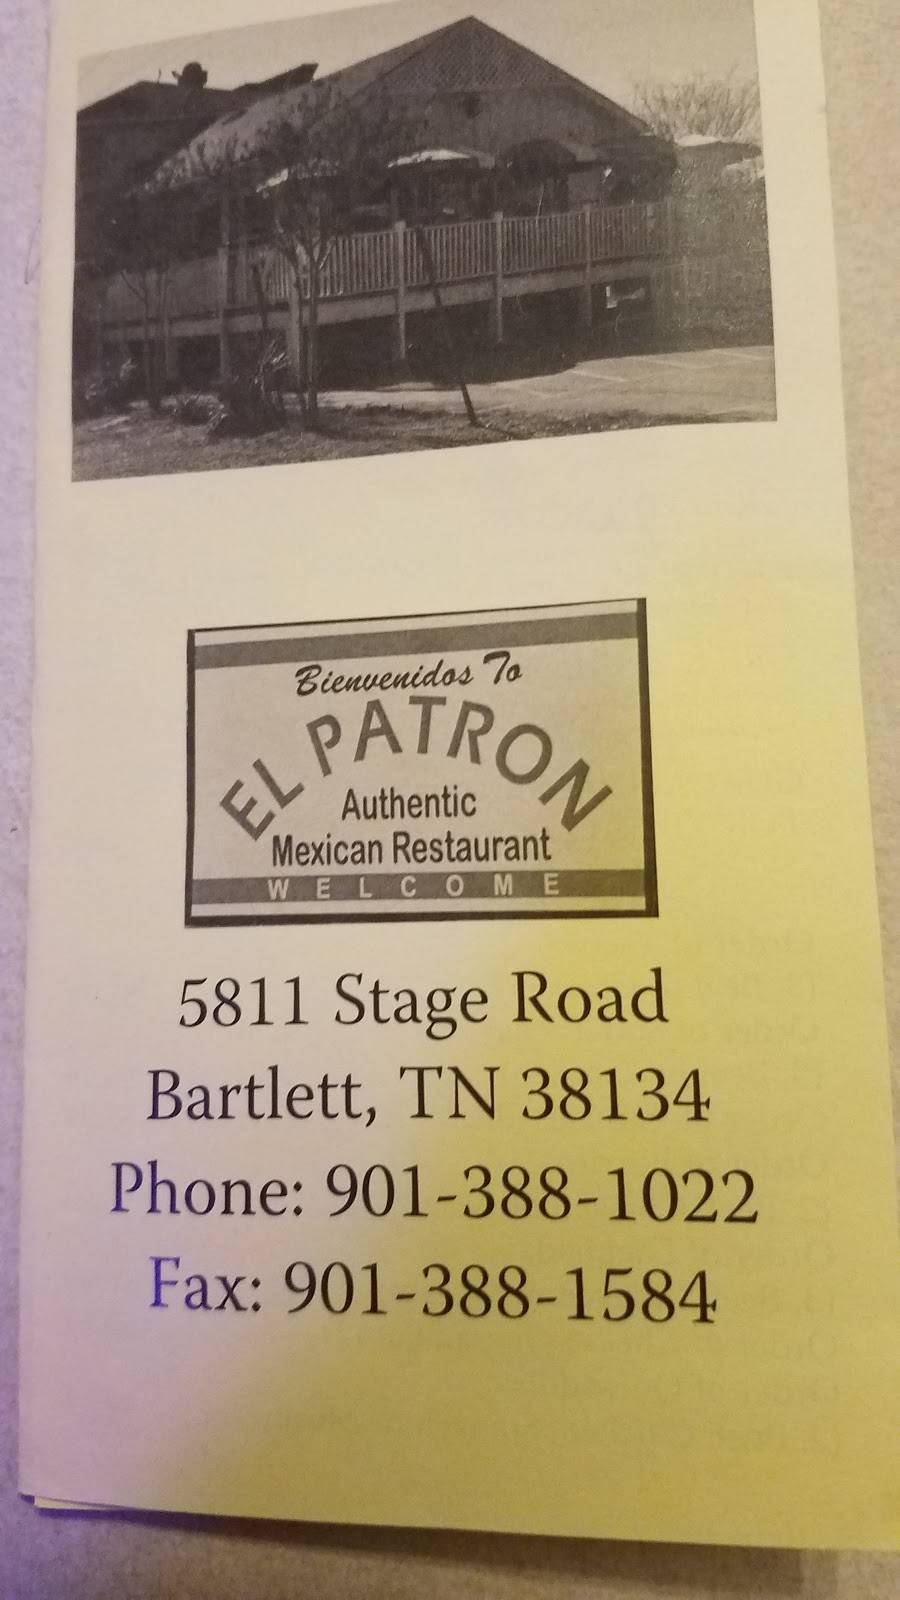 Bienvenidos To
EL PATRON
Authentic
Mexican Restaurant
WELCOME
5811 Stage Road
Bartlett, TN 38134
Phone: 901-388-1022
Fax: 901-388-1584